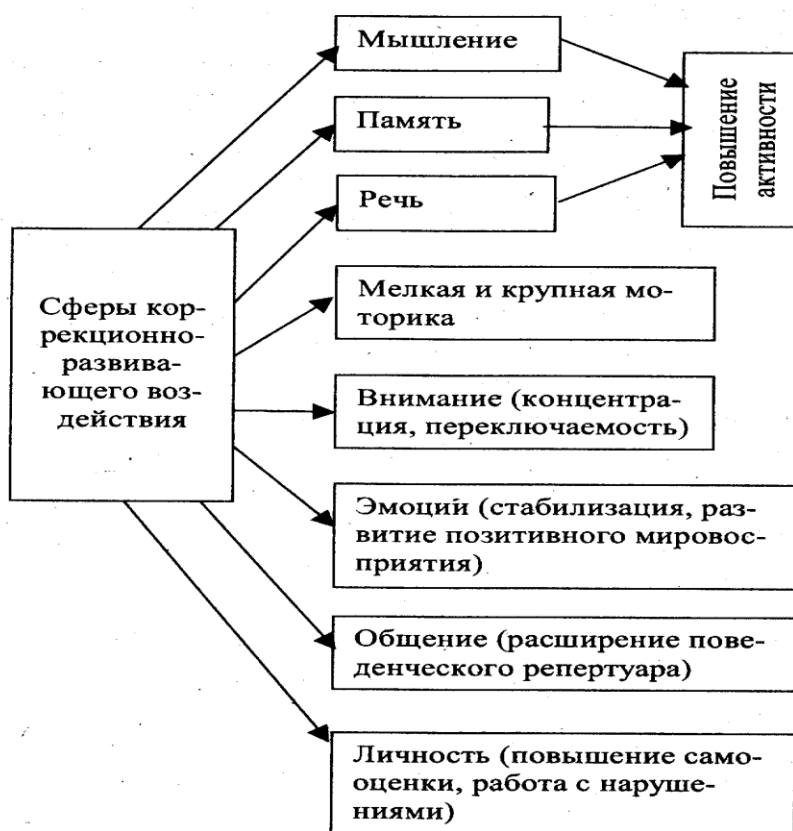 Мышление
Память
Речь
Повышение
активности
Сферы кор-
рекционно-
развива-
ющего воз-
действия
Мелкая и крупная мо-
торика
Внимание (концентра-
ция, переключаемость)
Эмоций (стабилизация, раз-
витие позитивного мировос-
приятия)
Общение (расширение пове-
денческого репертуара)
Личность (повышение само-
оценки, работа с наруше-
ниями)